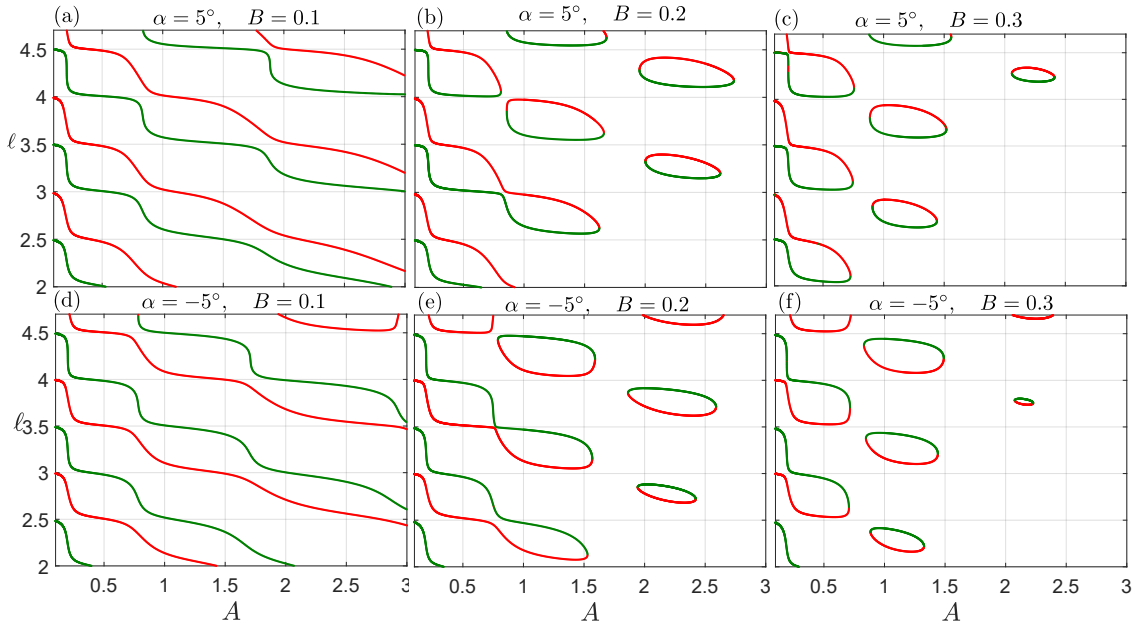 (a) α = 5°, B = 0.1
(b) α = 5°, B = 0.2
(c) α = 5°, B = 0.3
4.5
4
ℓ 3.5
3
2.5
2
(d) α = −5°, B = 0.1
(e) α = −5°, B = 0.2
(f) α = −5°, B = 0.3
4.5
4
ℓ 3.5
3
2.5
2
0.5 1 1.5 2 2.5 3 0.5 1 1.5 2 2.5 3 0.5 1 1.5 2 2.5 3
A A A